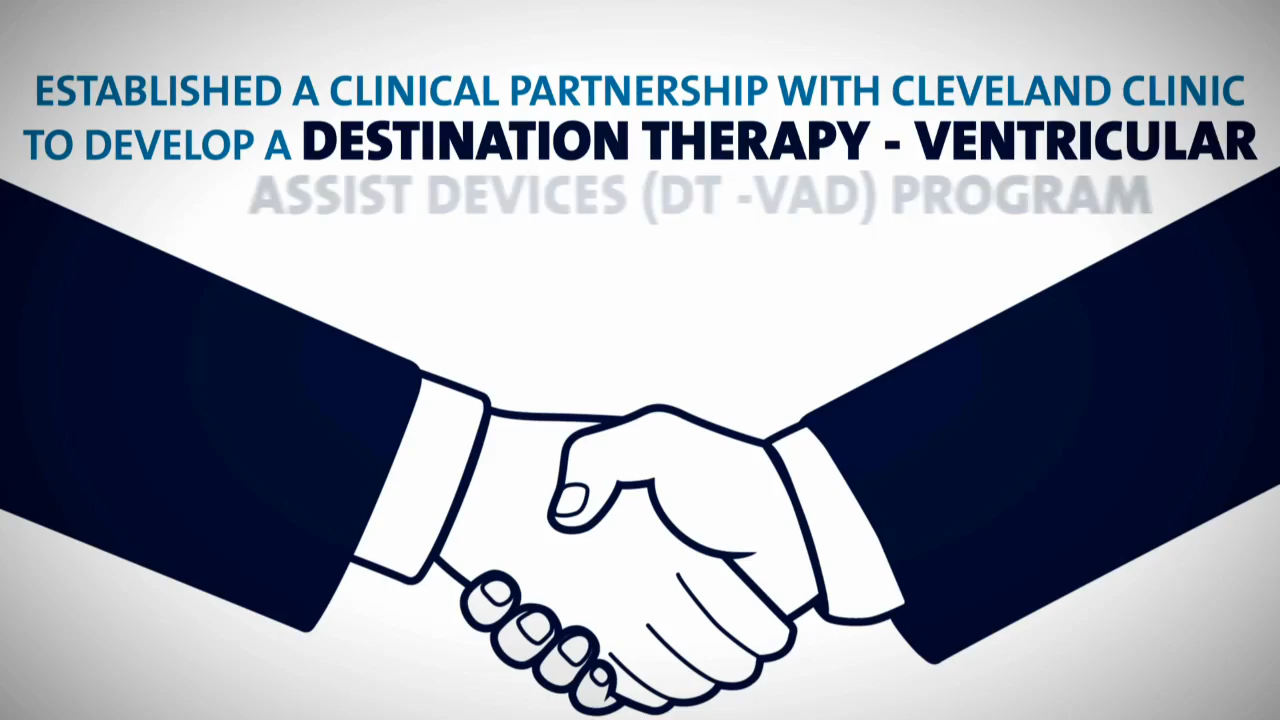 ESTABLISHED A CLINICAL PARTNERSHIP WITH CLEVELAND CLINIC
TO DEVELOP A DESTINATION THERAPY - VENTRICULAR
ASSIST DEVICES (DT -VAD) PROGRAM